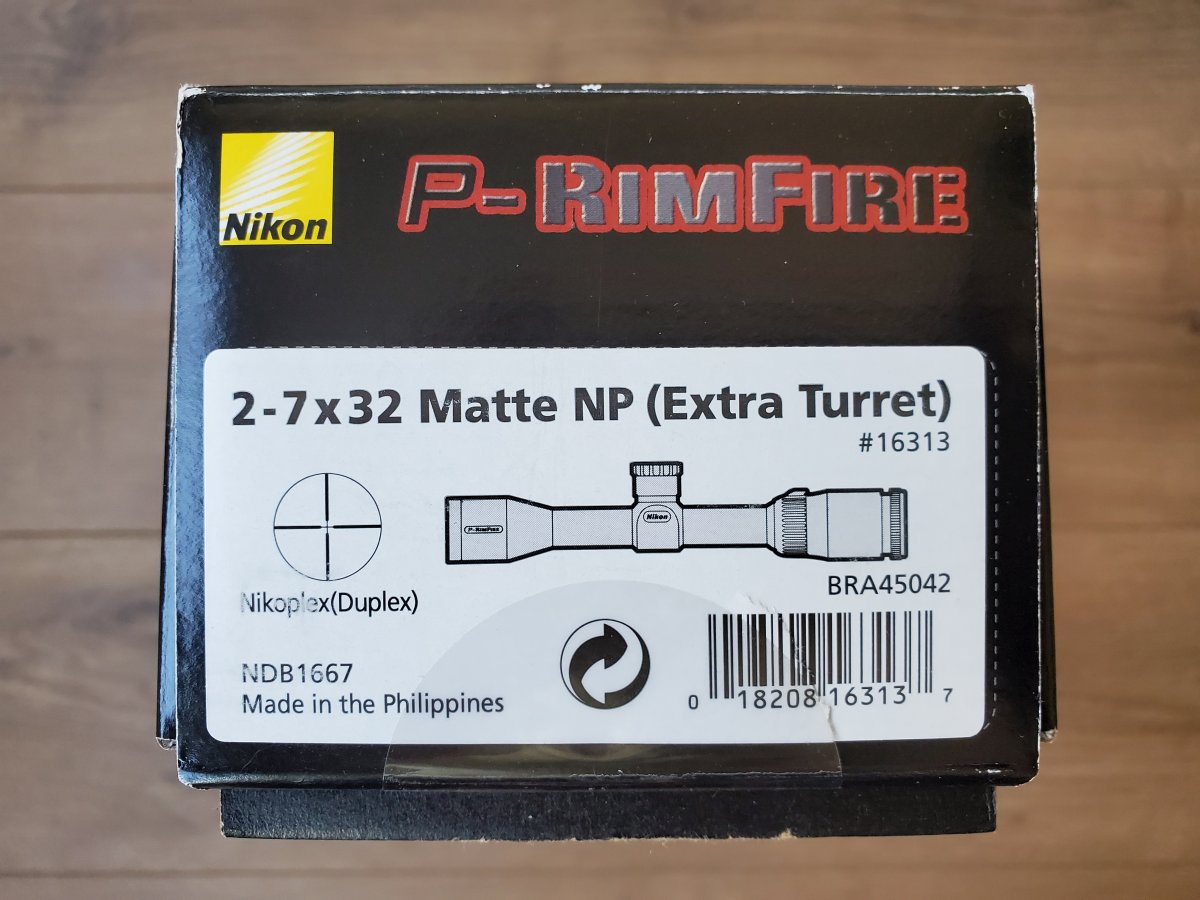 Nikon
P-RIMFIRE
2-7x32 Matte NP (Extra Turret)
#16313
P-RIMFIRE
Nikon
Nikoplex(Duplex)
BRA45042
NDB1667
Made in the Philippines
0 18208 16313 7